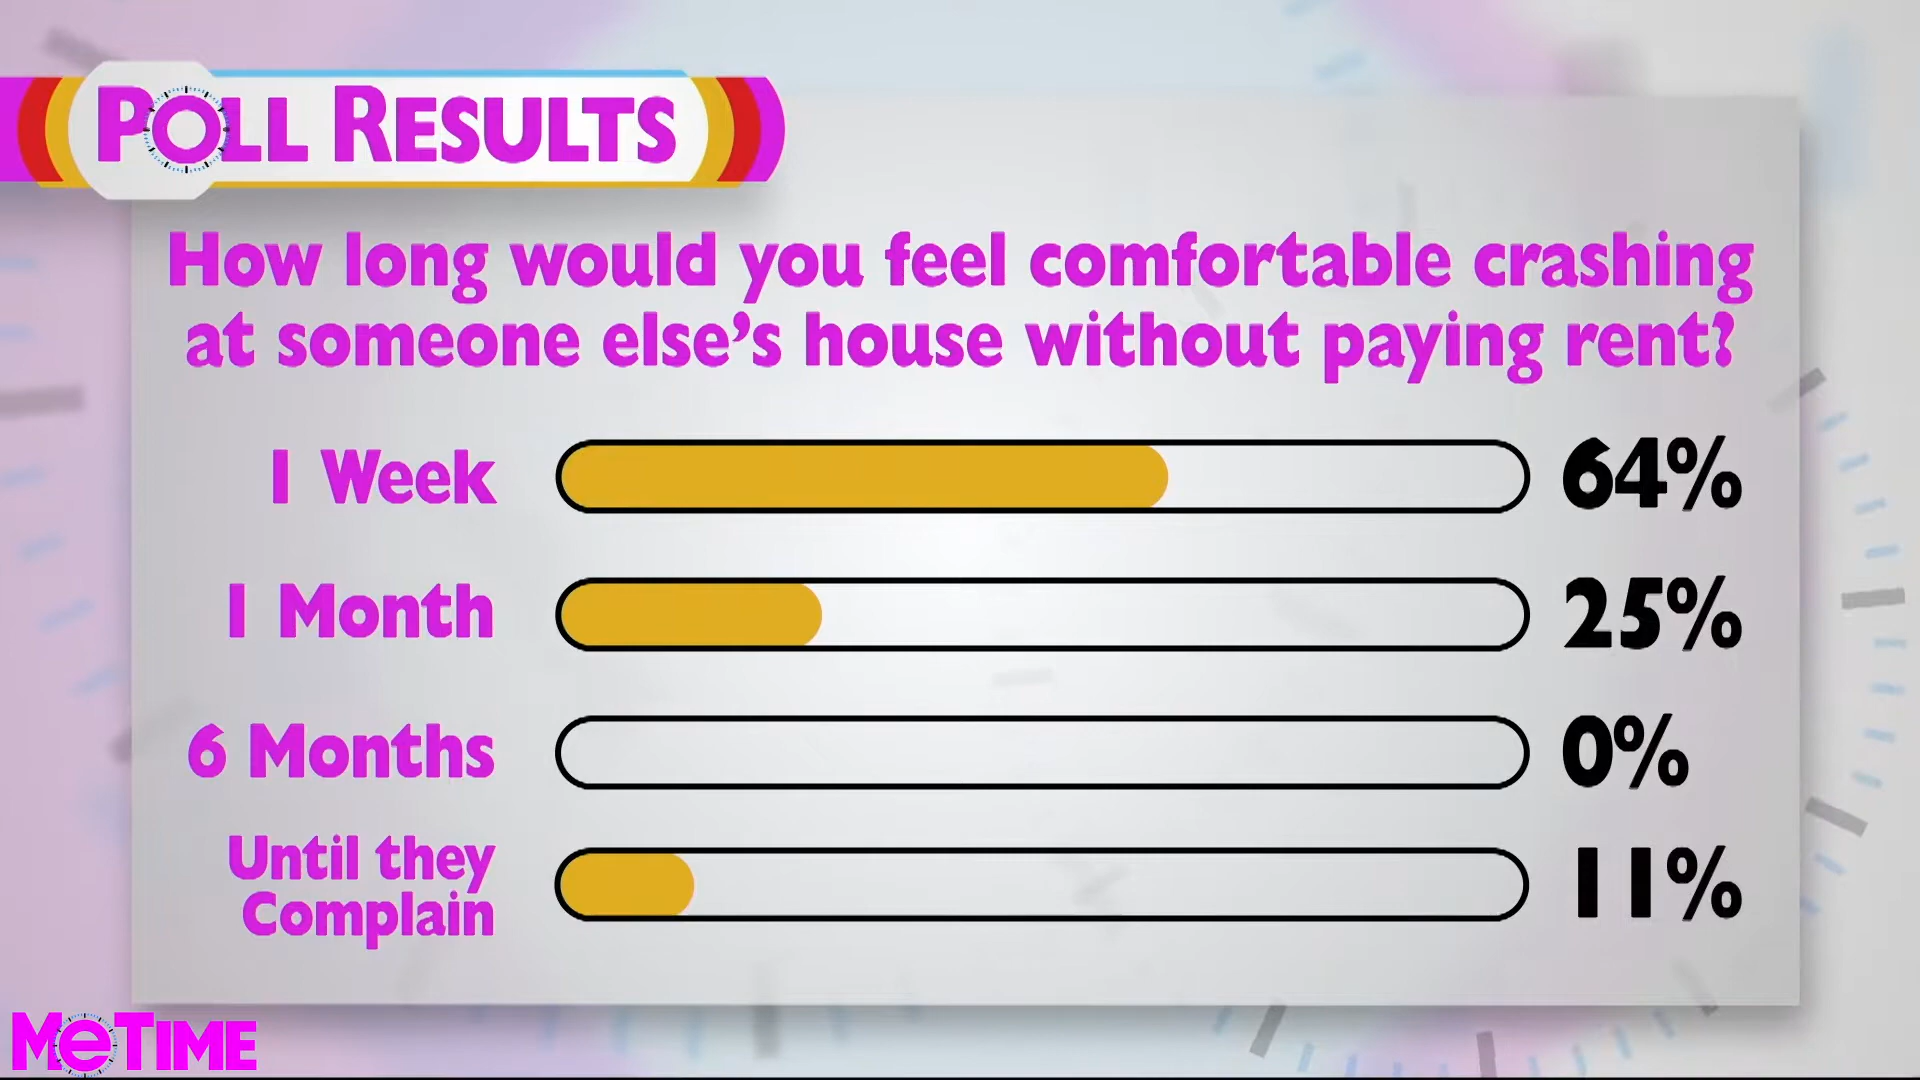 POLL RESULTS
How long would you feel comfortable crashing
at someone else's house without paying rent?
1 Week 64%
1 Month 25%
6 Months 0%
Until they
Complain 11%
MeTIME